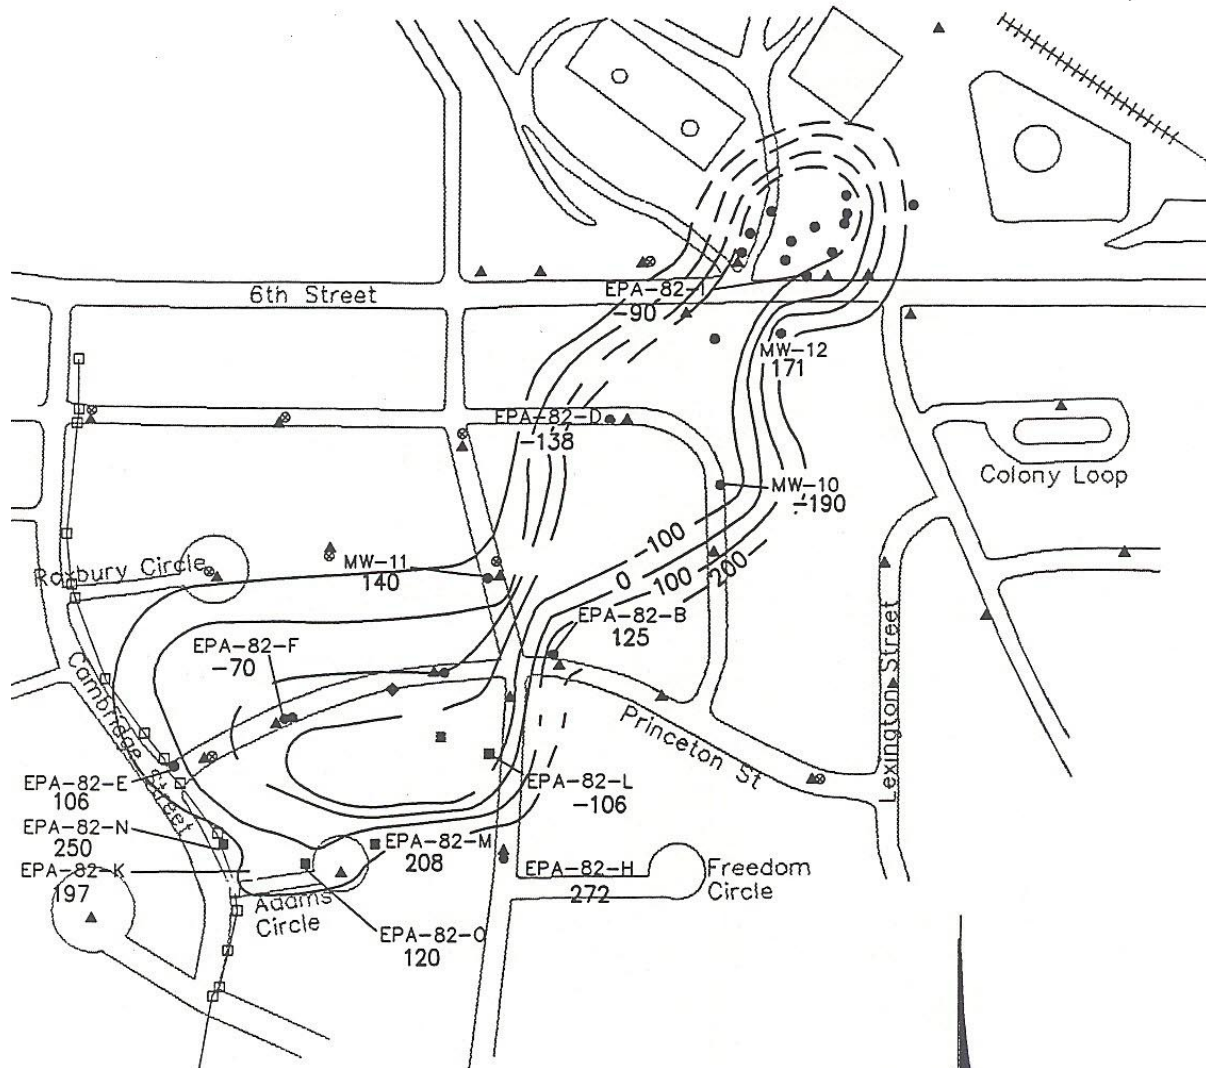 6th Street
EPA-82-I
-90
MW-12
171
EPA-82-D
-138
MW-10
-190
Colony Loop
-100
0
100
200
Roxbury Circle
MW-11
140
EPA-82-B
125
EPA-82-F
-70
Cambridge Street
Princeton St
Lexington Street
EPA-82-E
106
EPA-82-L
-106
EPA-82-N
250
EPA-82-M
208
EPA-82-K
197
EPA-82-H
272
Freedom
Circle
Adams
Circle
EPA-82-O
120